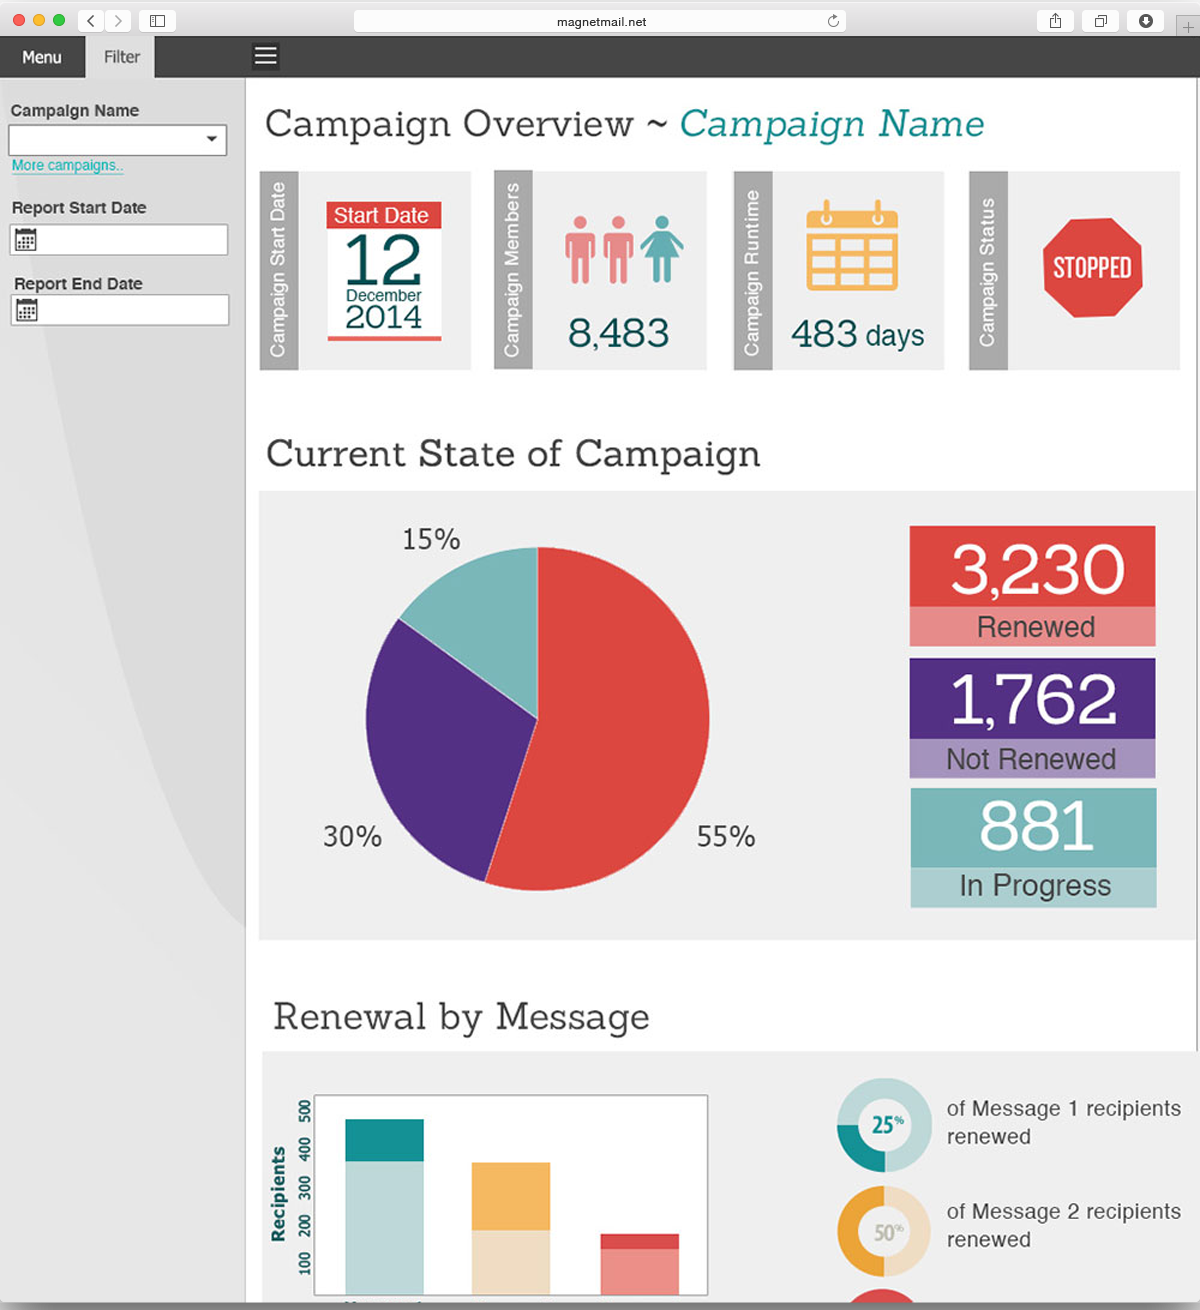 magnetmail.net
Menu
Filter
Campaign Name
More campaigns..
Report Start Date
Report End Date
Campaign Overview ~ Campaign Name
Campaign Start Date
Start Date
12
December
2014
Campaign Members
8,483
Campaign Runtime
483 days
Campaign Status
STOPPED
Current State of Campaign
15%
30%
55%
3,230
Renewed
1,762
Not Renewed
881
In Progress
Renewal by Message
Recipients
500
400
300
200
100
25%
of Message 1 recipients
renewed
50%
of Message 2 recipients
renewed